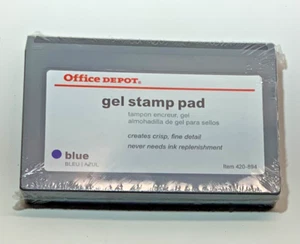 Office DEPOT.
gel stamp pad
tampon encreur, gel
almohadilla de gel para sellos
creates crisp, fine detail
never needs ink replenishment
blue
BLEU | AZUL
Item 420-994